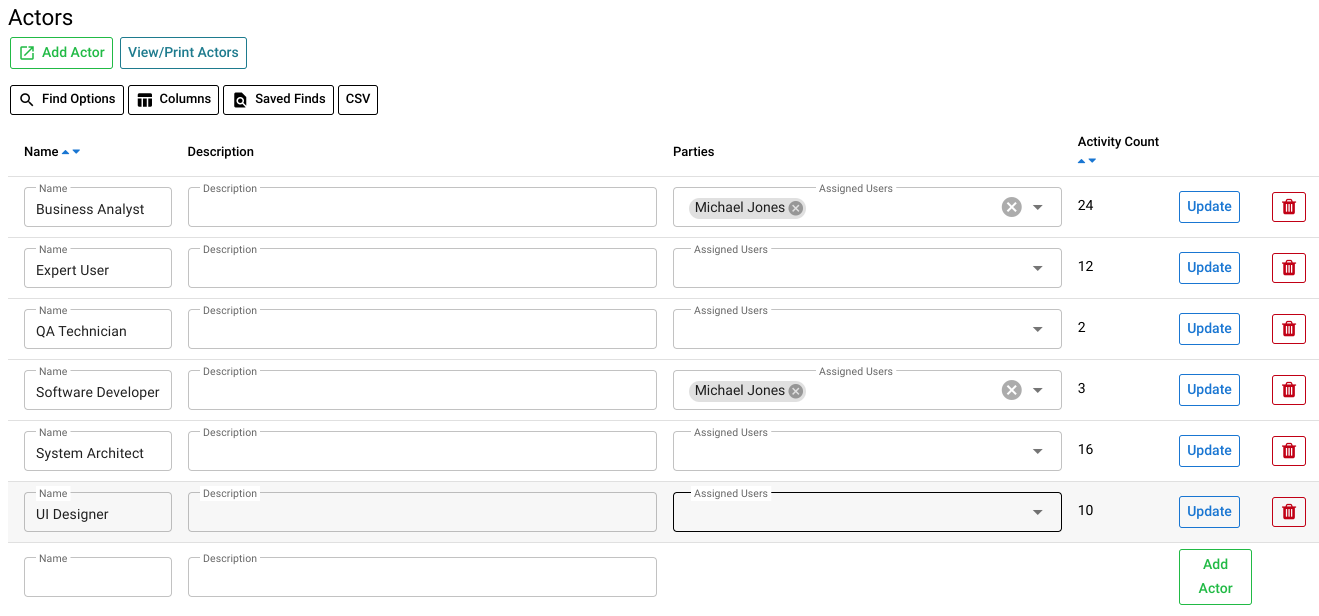 Actors
Add Actor View/Print Actors
Find Options Columns Saved Finds CSV
Name Description Parties Activity Count
Name Description Assigned Users
Business Analyst Michael Jones 24 Update
Name Description Assigned Users
Expert User 12 Update
Name Description Assigned Users
QA Technician 2 Update
Name Description Assigned Users
Software Developer Michael Jones 3 Update
Name Description Assigned Users
System Architect 16 Update
Name Description Assigned Users
UI Designer 10 Update
Name Description
Add
Actor